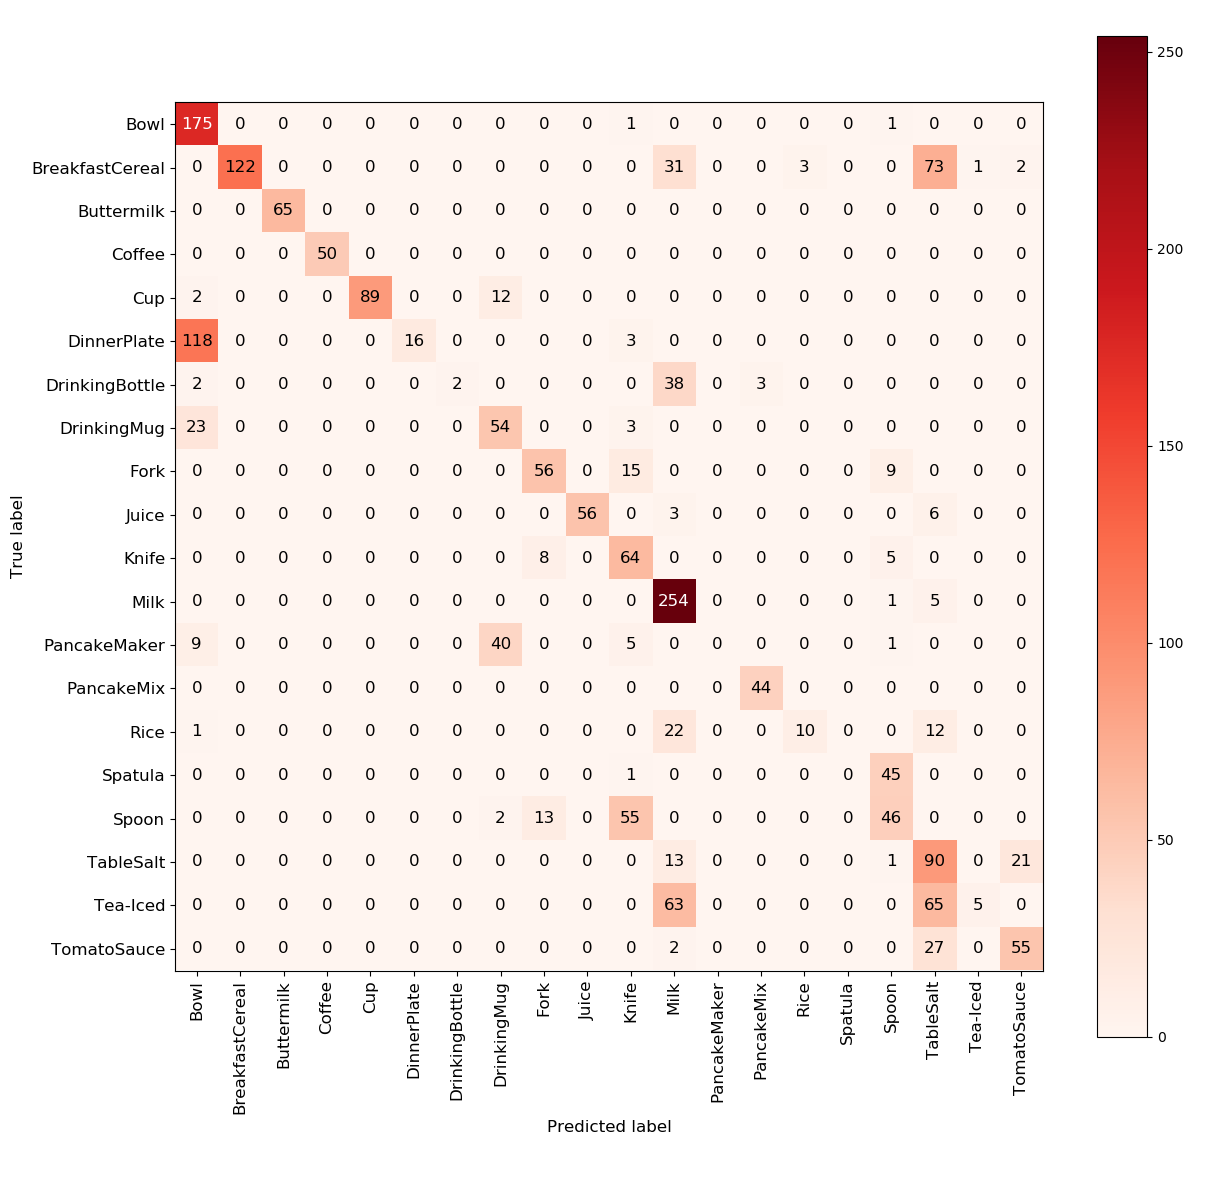 250
Bowl 175 0 0 0 0 0 0 0 0 0 1 0 0 0 0 0 1 0 0 0
BreakfastCereal 0 122 0 0 0 0 0 0 0 0 0 31 0 0 3 0 0 73 1 2
Buttermilk 0 0 65 0 0 0 0 0 0 0 0 0 0 0 0 0 0 0 0 0
200
Coffee 0 0 0 50 0 0 0 0 0 0 0 0 0 0 0 0 0 0 0 0
Cup 2 0 0 0 89 0 0 12 0 0 0 0 0 0 0 0 0 0 0 0
DinnerPlate 118 0 0 0 0 16 0 0 0 0 3 0 0 0 0 0 0 0 0 0
DrinkingBottle 2 0 0 0 0 0 2 0 0 0 0 38 0 3 0 0 0 0 0 0
DrinkingMug 23 0 0 0 0 0 0 54 0 0 3 0 0 0 0 0 0 0 0 0
150
Fork 0 0 0 0 0 0 0 0 56 0 15 0 0 0 0 0 9 0 0 0
Juice 0 0 0 0 0 0 0 0 0 56 0 3 0 0 0 0 0 6 0 0
True label
Knife 0 0 0 0 0 0 0 0 8 0 64 0 0 0 0 0 5 0 0 0
Milk 0 0 0 0 0 0 0 0 0 0 0 254 0 0 0 0 1 5 0 0
PancakeMaker 9 0 0 0 0 0 0 40 0 0 5 0 0 0 0 0 1 0 0 0
100
PancakeMix 0 0 0 0 0 0 0 0 0 0 0 0 0 44 0 0 0 0 0 0
Rice 1 0 0 0 0 0 0 0 0 0 0 22 0 0 10 0 0 12 0 0
Spatula 0 0 0 0 0 0 0 0 0 0 1 0 0 0 0 0 45 0 0 0
Spoon 0 0 0 0 0 0 0 2 13 0 55 0 0 0 0 0 46 0 0 0
50
TableSalt 0 0 0 0 0 0 0 0 0 0 0 13 0 0 0 0 1 90 0 21
Tea-Iced 0 0 0 0 0 0 0 0 0 0 0 63 0 0 0 0 0 65 5 0
TomatoSauce 0 0 0 0 0 0 0 0 0 0 0 2 0 0 0 0 0 27 0 55
0
Bowl
BreakfastCereal
Buttermilk
Coffee
Cup
DinnerPlate
DrinkingBottle
DrinkingMug
Fork
Juice
Knife
Milk
PancakeMaker
PancakeMix
Rice
Spatula
Spoon
TableSalt
Tea-Iced
TomatoSauce
Predicted label